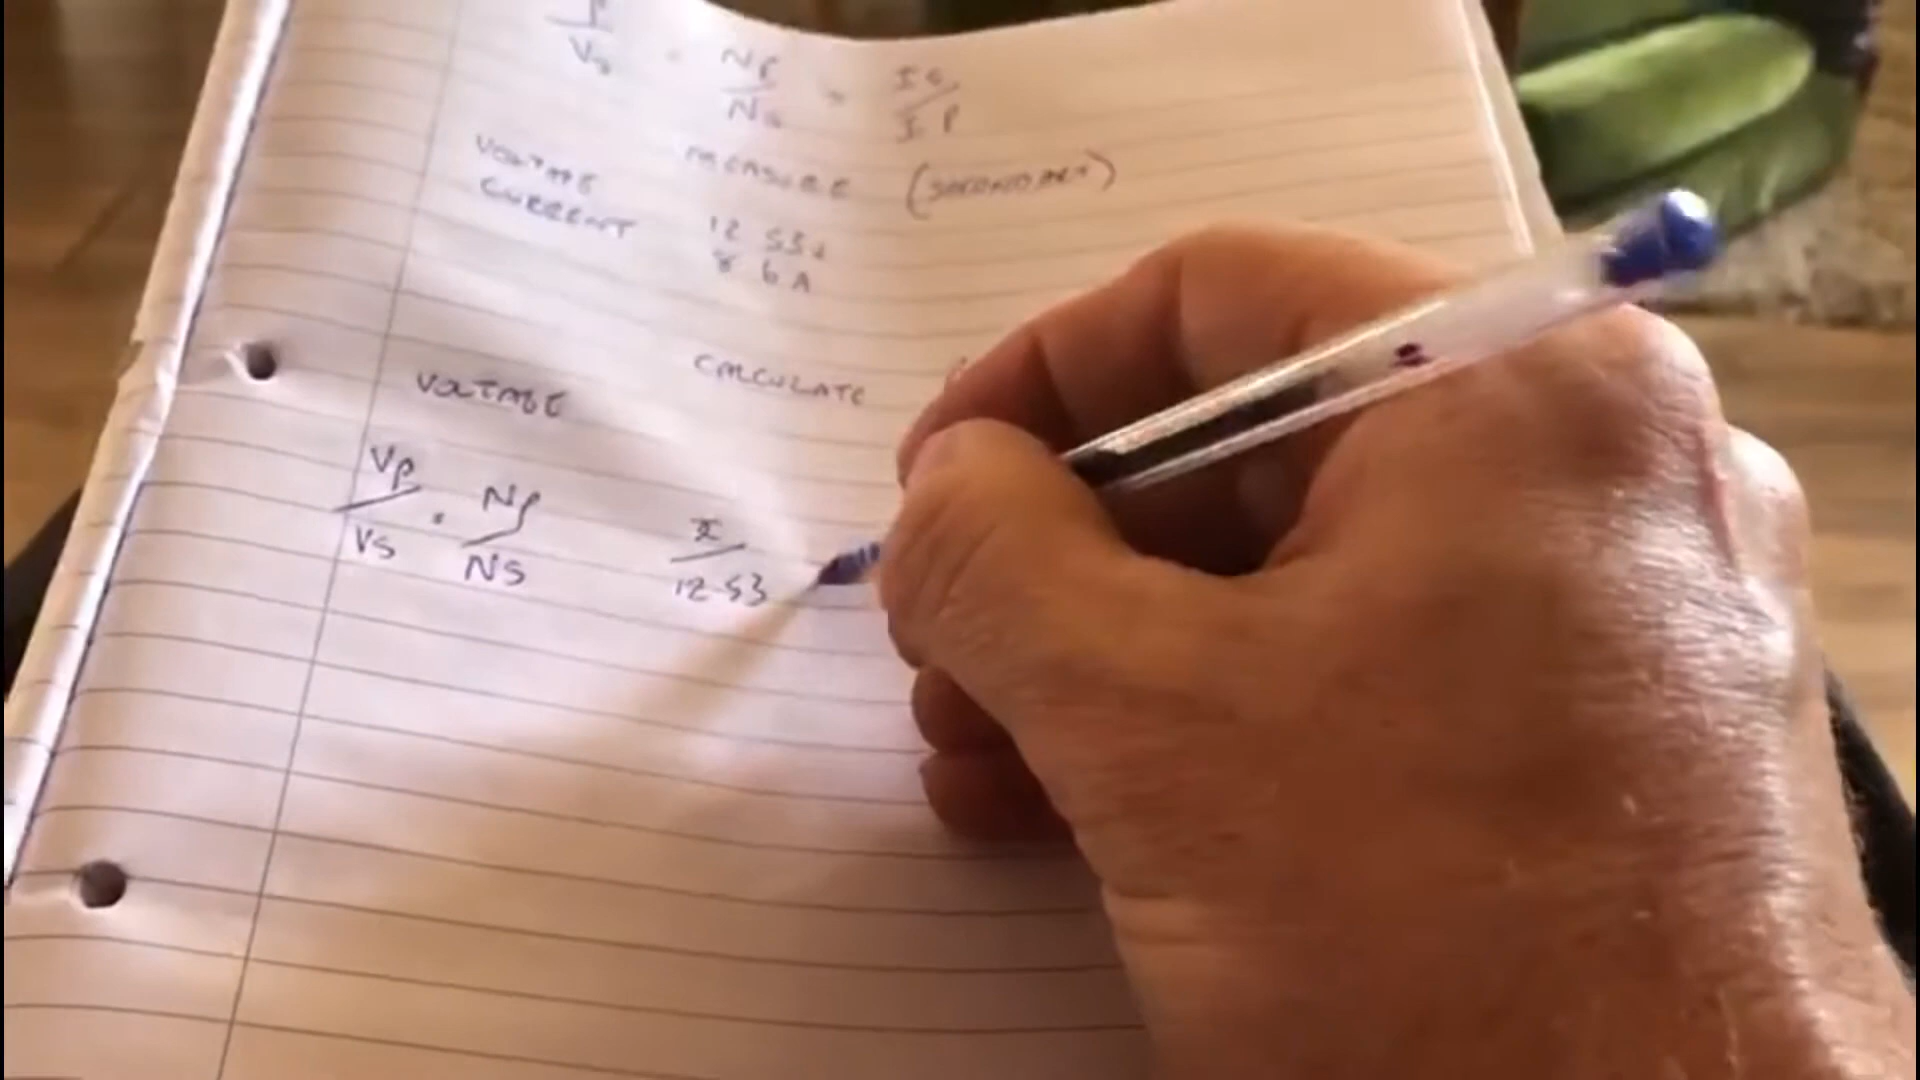 P/Vs = Np/Ns = Is/Ip
MEASURE (SECONDARY)
VOLTAGE 12 53v
CURRENT 8 6 A
CALCULATE
VOLTAGE
Vp/Vs = Np/Ns x/12.53